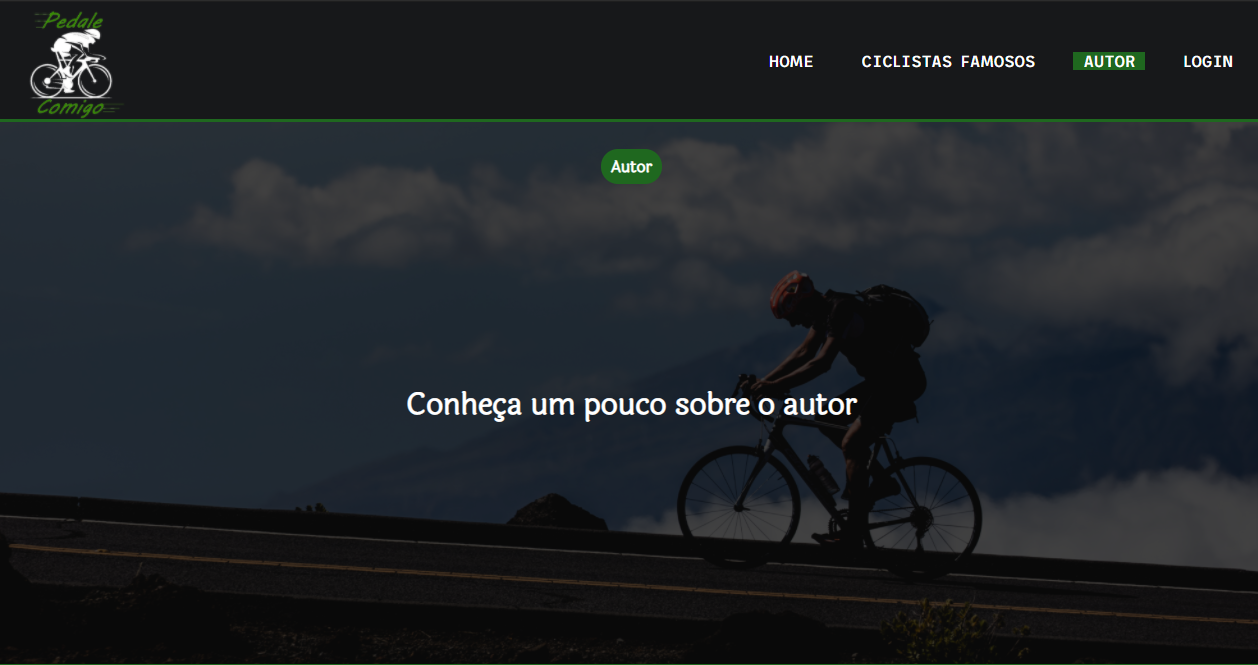 Pedale
Comigo
HOME CICLISTAS FAMOSOS AUTOR LOGIN
Autor
Conheça um pouco sobre o autor